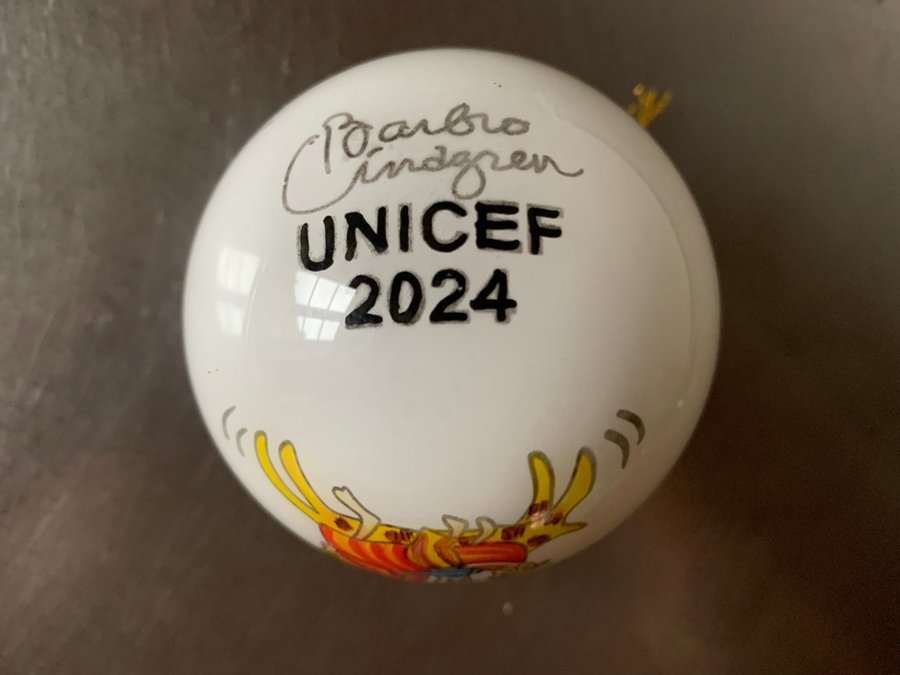 Barbro
Lindgren
UNICEF
2024